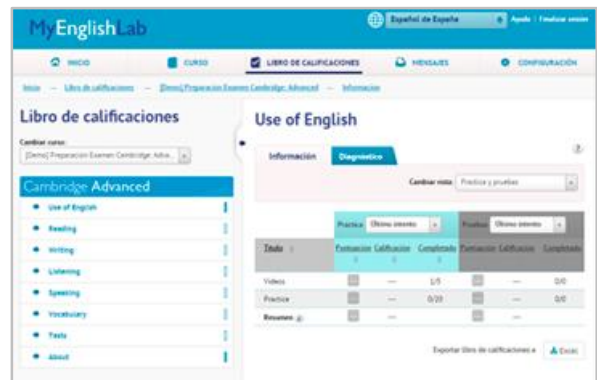 MyEnglishLab
Español de España
Ayuda | Finalizar sesión
INICIO
CURSO
LIBRO DE CALIFICACIONES
MENSAJES
CONFIGURACIÓN
Inicio — Libro de calificaciones — [Demo] Preparación Examen Cambridge: Advanced — Información
Libro de calificaciones
Cambiar curso:
[Demo] Preparación Examen Cambridge: Adva...
Cambridge Advanced
Use of English
Reading
Writing
Listening
Speaking
Vocabulary
Tests
About
Use of English
Información
Diagnóstico
?
Cambiar vista: Práctica y pruebas
Práctica Último intento
Pruebas Último intento
Título Puntuación Calificación Completado Puntuación Calificación Completado
Videos --- --- 1/5 --- --- 0/0
Practice --- --- 0/20 --- --- 0/0
Resumen --- --- --- ---
Exportar libro de calificaciones a Excel